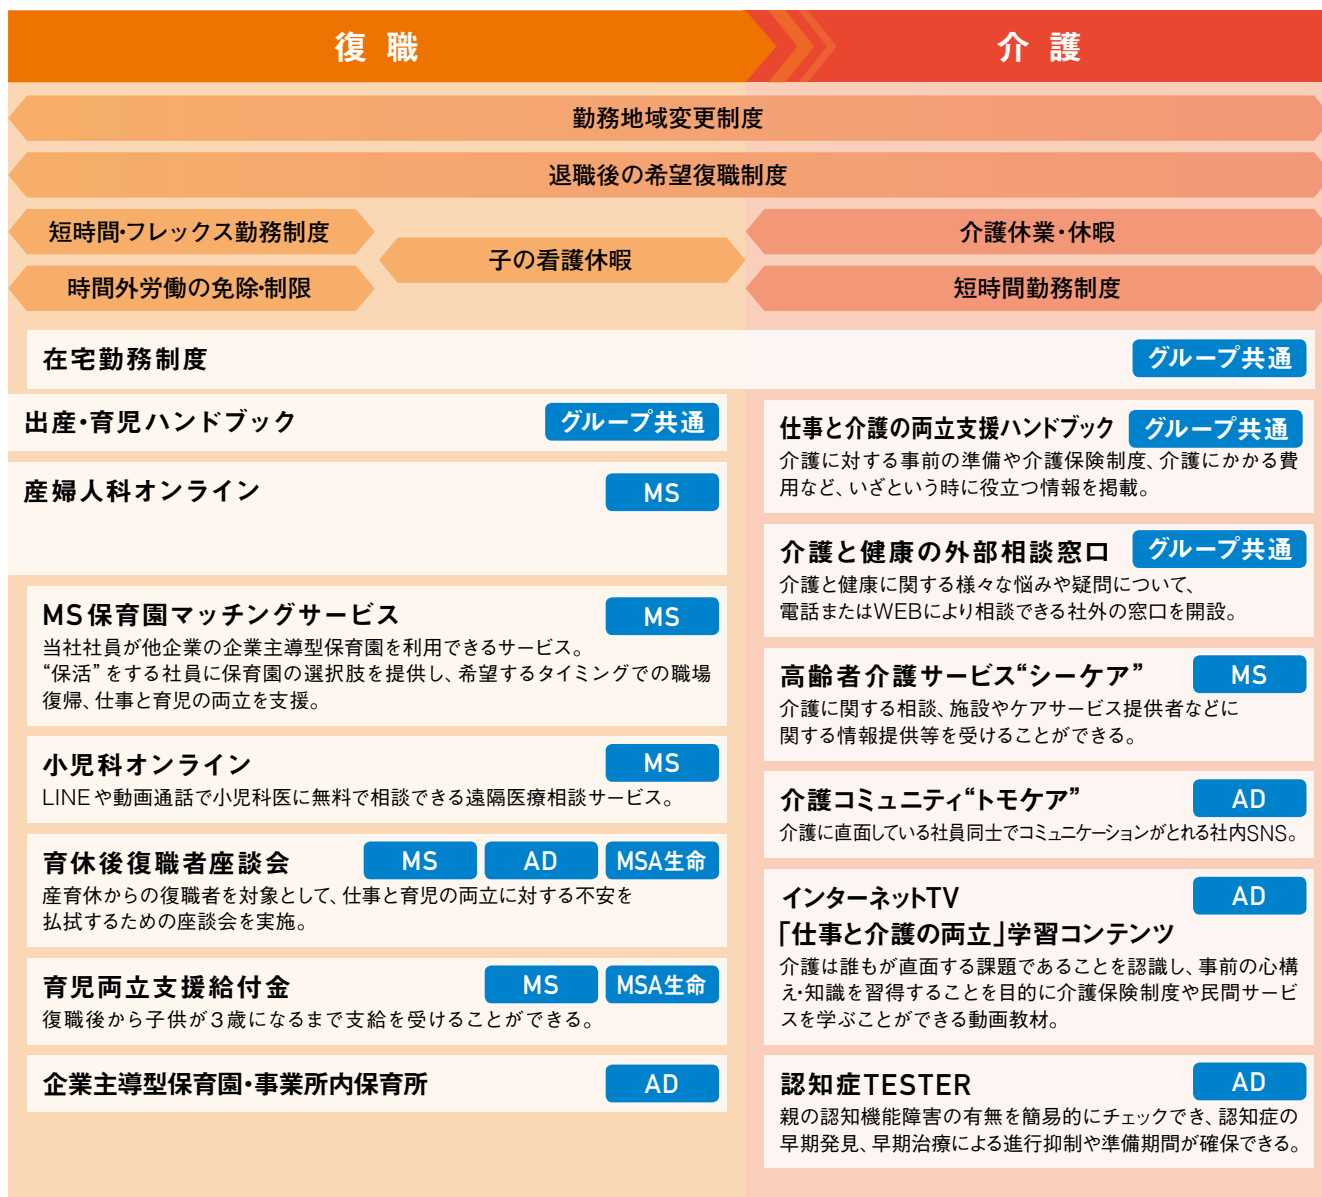 復職
介護
勤務地域変更制度
退職後の希望復職制度
短時間・フレックス勤務制度
時間外労働の免除・制限
子の看護休暇
介護休業・休暇
短時間勤務制度
在宅勤務制度
グループ共通
出産・育児ハンドブック
グループ共通
産婦人科オンライン
MS
MS保育園マッチングサービス
MS
当社社員が他企業の企業主導型保育園を利用できるサービス。
“保活”をする社員に保育園の選択肢を提供し、希望するタイミングでの職場
復帰、仕事と育児の両立を支援。
小児科オンライン
MS
LINEや動画通話で小児科医に無料で相談できる遠隔医療相談サービス。
育休後復職者座談会
MS
AD
MSA生命
産育休からの復職者を対象として、仕事と育児の両立に対する不安を
払拭するための座談会を実施。
育児両立支援給付金
MS
MSA生命
復職後から子供が3歳になるまで支給を受けることができる。
企業主導型保育園・事業所内保育所
AD
仕事と介護の両立支援ハンドブック
グループ共通
介護に対する事前の準備や介護保険制度、介護にかかる費
用など、いざという時に役立つ情報を掲載。
介護と健康の外部相談窓口
グループ共通
介護と健康に関する様々な悩みや疑問について、
電話またはWEBにより相談できる社外の窓口を開設。
高齢者介護サービス“シーケア”
MS
介護に関する相談、施設やケアサービス提供者などに
関する情報提供等を受けることができる。
介護コミュニティ“トモケア”
AD
介護に直面している社員同士でコミュニケーションがとれる社内SNS。
インターネットTV
AD
「仕事と介護の両立」学習コンテンツ
介護は誰もが直面する課題であることを認識し、事前の心構
え・知識を習得することを目的に介護保険制度や民間サービ
スを学ぶことができる動画教材。
認知症TESTER
AD
親の認知機能障害の有無を簡易的にチェックでき、認知症の
早期発見、早期治療による進行抑制や準備期間が確保できる。